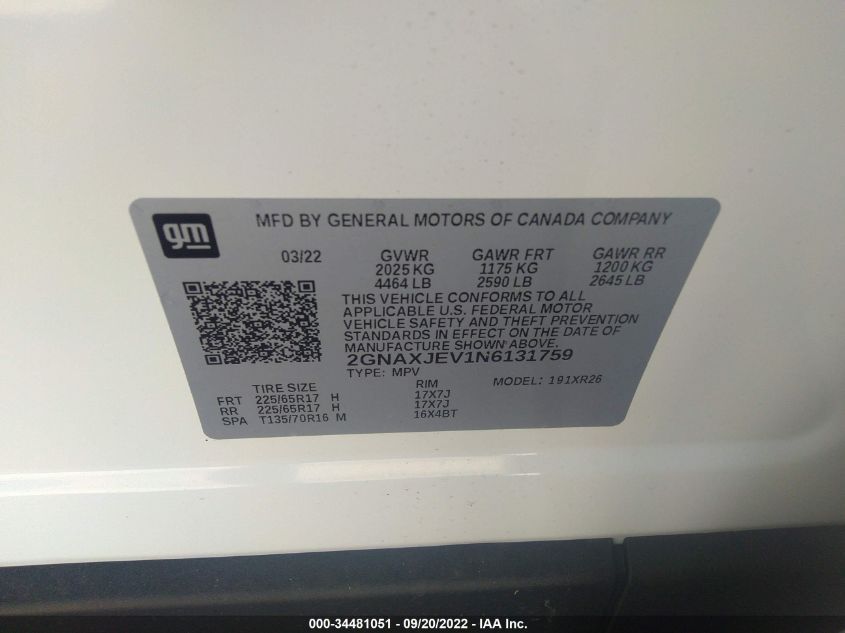 gm
MFD BY GENERAL MOTORS OF CANADA COMPANY
03/22 GVWR GAWR FRT GAWR RR
2025 KG 1175 KG 1200 KG
4464 LB 2590 LB 2645 LB
THIS VEHICLE CONFORMS TO ALL
APPLICABLE U.S. FEDERAL MOTOR
VEHICLE SAFETY AND THEFT PREVENTION
STANDARDS IN EFFECT ON THE DATE OF
MANUFACTURE SHOWN ABOVE.
2GNAXJEV1N6131759
TYPE: MPV MODEL: 191XR26
TIRE SIZE RIM
FRT 225/65R17 H 17X7J
RR 225/65R17 H 17X7J
SPA T135/70R16 M 16X4BT
000-34481051 - 09/20/2022 - IAA Inc.